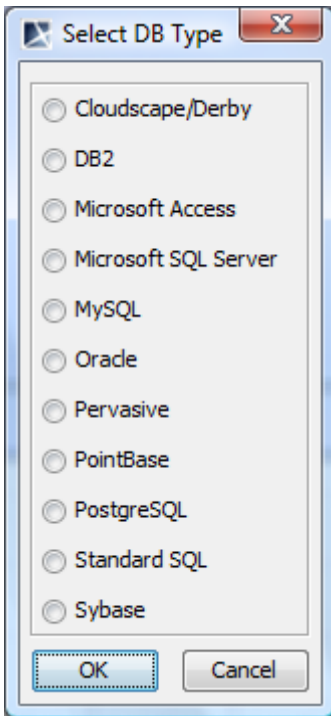 Select DB Type
Cloudscape/Derby
DB2
Microsoft Access
Microsoft SQL Server
MySQL
Oracle
Pervasive
PointBase
PostgreSQL
Standard SQL
Sybase
OK Cancel